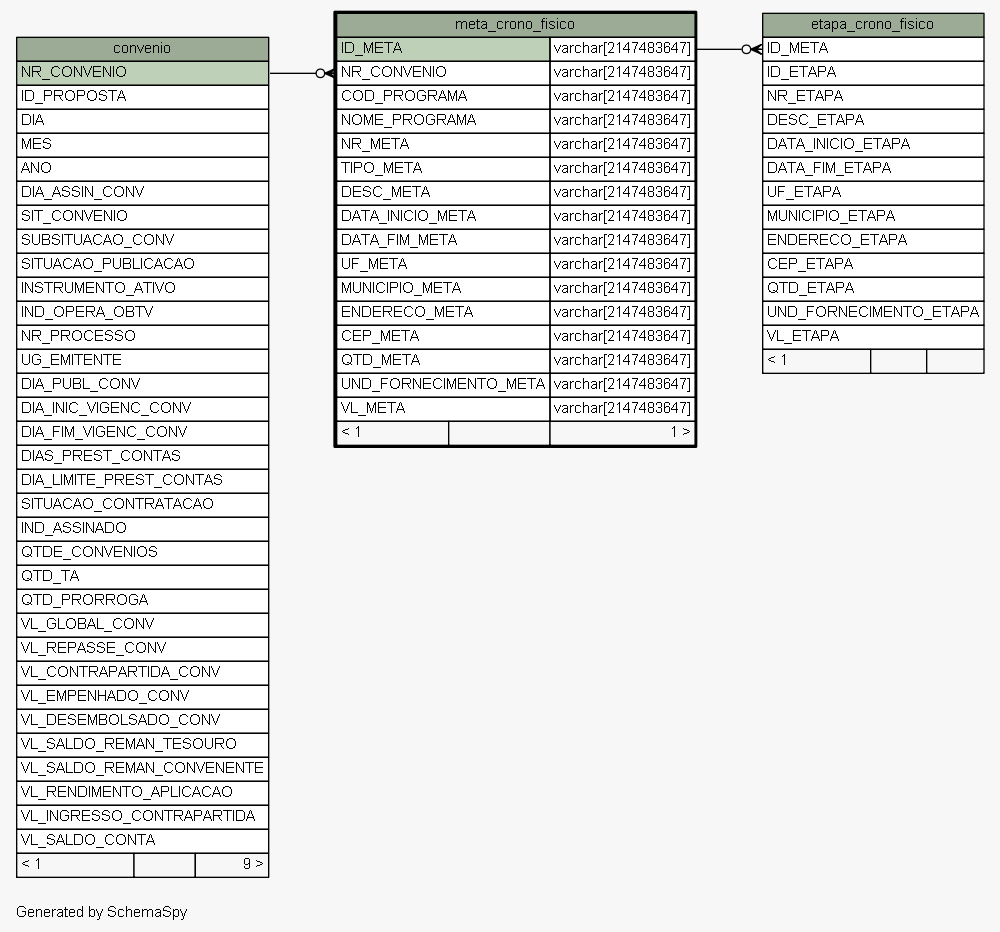 convenio
NR_CONVENIO
ID_PROPOSTA
DIA
MES
ANO
DIA_ASSIN_CONV
SIT_CONVENIO
SUBSITUACAO_CONV
SITUACAO_PUBLICACAO
INSTRUMENTO_ATIVO
IND_OPERA_OBTV
NR_PROCESSO
UG_EMITENTE
DIA_PUBL_CONV
DIA_INIC_VIGENC_CONV
DIA_FIM_VIGENC_CONV
DIAS_PREST_CONTAS
DIA_LIMITE_PREST_CONTAS
SITUACAO_CONTRATACAO
IND_ASSINADO
QTDE_CONVENIOS
QTD_TA
QTD_PRORROGA
VL_GLOBAL_CONV
VL_REPASSE_CONV
VL_CONTRAPARTIDA_CONV
VL_EMPENHADO_CONV
VL_DESEMBOLSADO_CONV
VL_SALDO_REMAN_TESOURO
VL_SALDO_REMAN_CONVENENTE
VL_RENDIMENTO_APLICACAO
VL_INGRESSO_CONTRAPARTIDA
VL_SALDO_CONTA
< 1 9 >
meta_crono_fisico
ID_META varchar[2147483647]
NR_CONVENIO varchar[2147483647]
COD_PROGRAMA varchar[2147483647]
NOME_PROGRAMA varchar[2147483647]
NR_META varchar[2147483647]
TIPO_META varchar[2147483647]
DESC_META varchar[2147483647]
DATA_INICIO_META varchar[2147483647]
DATA_FIM_META varchar[2147483647]
UF_META varchar[2147483647]
MUNICIPIO_META varchar[2147483647]
ENDERECO_META varchar[2147483647]
CEP_META varchar[2147483647]
QTD_META varchar[2147483647]
UND_FORNECIMENTO_META varchar[2147483647]
VL_META varchar[2147483647]
< 1 1 >
etapa_crono_fisico
ID_META
ID_ETAPA
NR_ETAPA
DESC_ETAPA
DATA_INICIO_ETAPA
DATA_FIM_ETAPA
UF_ETAPA
MUNICIPIO_ETAPA
ENDERECO_ETAPA
CEP_ETAPA
QTD_ETAPA
UND_FORNECIMENTO_ETAPA
VL_ETAPA
< 1
Generated by SchemaSpy